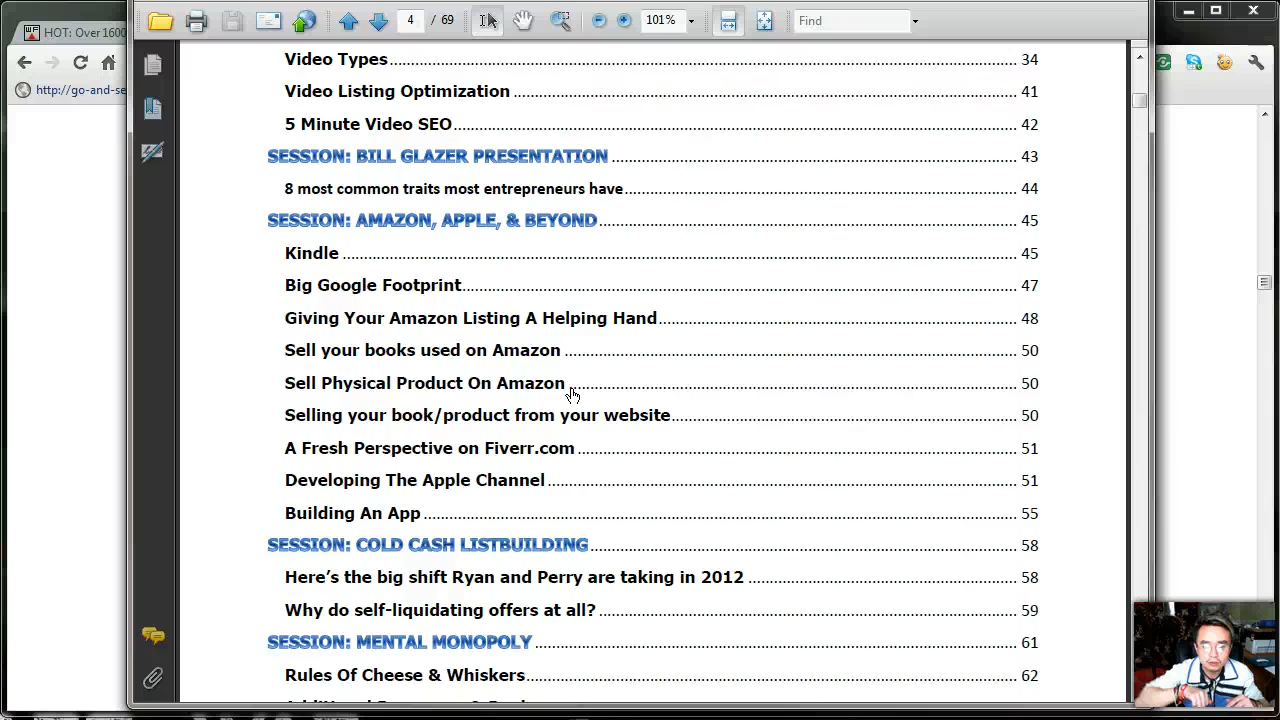 4 / 69 101% Find
HOT: Over 1600
http://go-and-se
Video Types 34
Video Listing Optimization 41
5 Minute Video SEO 42
SESSION: BILL GLAZER PRESENTATION 43
8 most common traits most entrepreneurs have 44
SESSION: AMAZON, APPLE, & BEYOND 45
Kindle 45
Big Google Footprint 47
Giving Your Amazon Listing A Helping Hand 48
Sell your books used on Amazon 50
Sell Physical Product On Amazon 50
Selling your book/product from your website 50
A Fresh Perspective on Fiverr.com 51
Developing The Apple Channel 51
Building An App 55
SESSION: COLD CASH LISTBUILDING 58
Here’s the big shift Ryan and Perry are taking in 2012 58
Why do self-liquidating offers at all? 59
SESSION: MENTAL MONOPOLY 61
Rules Of Cheese & Whiskers 62